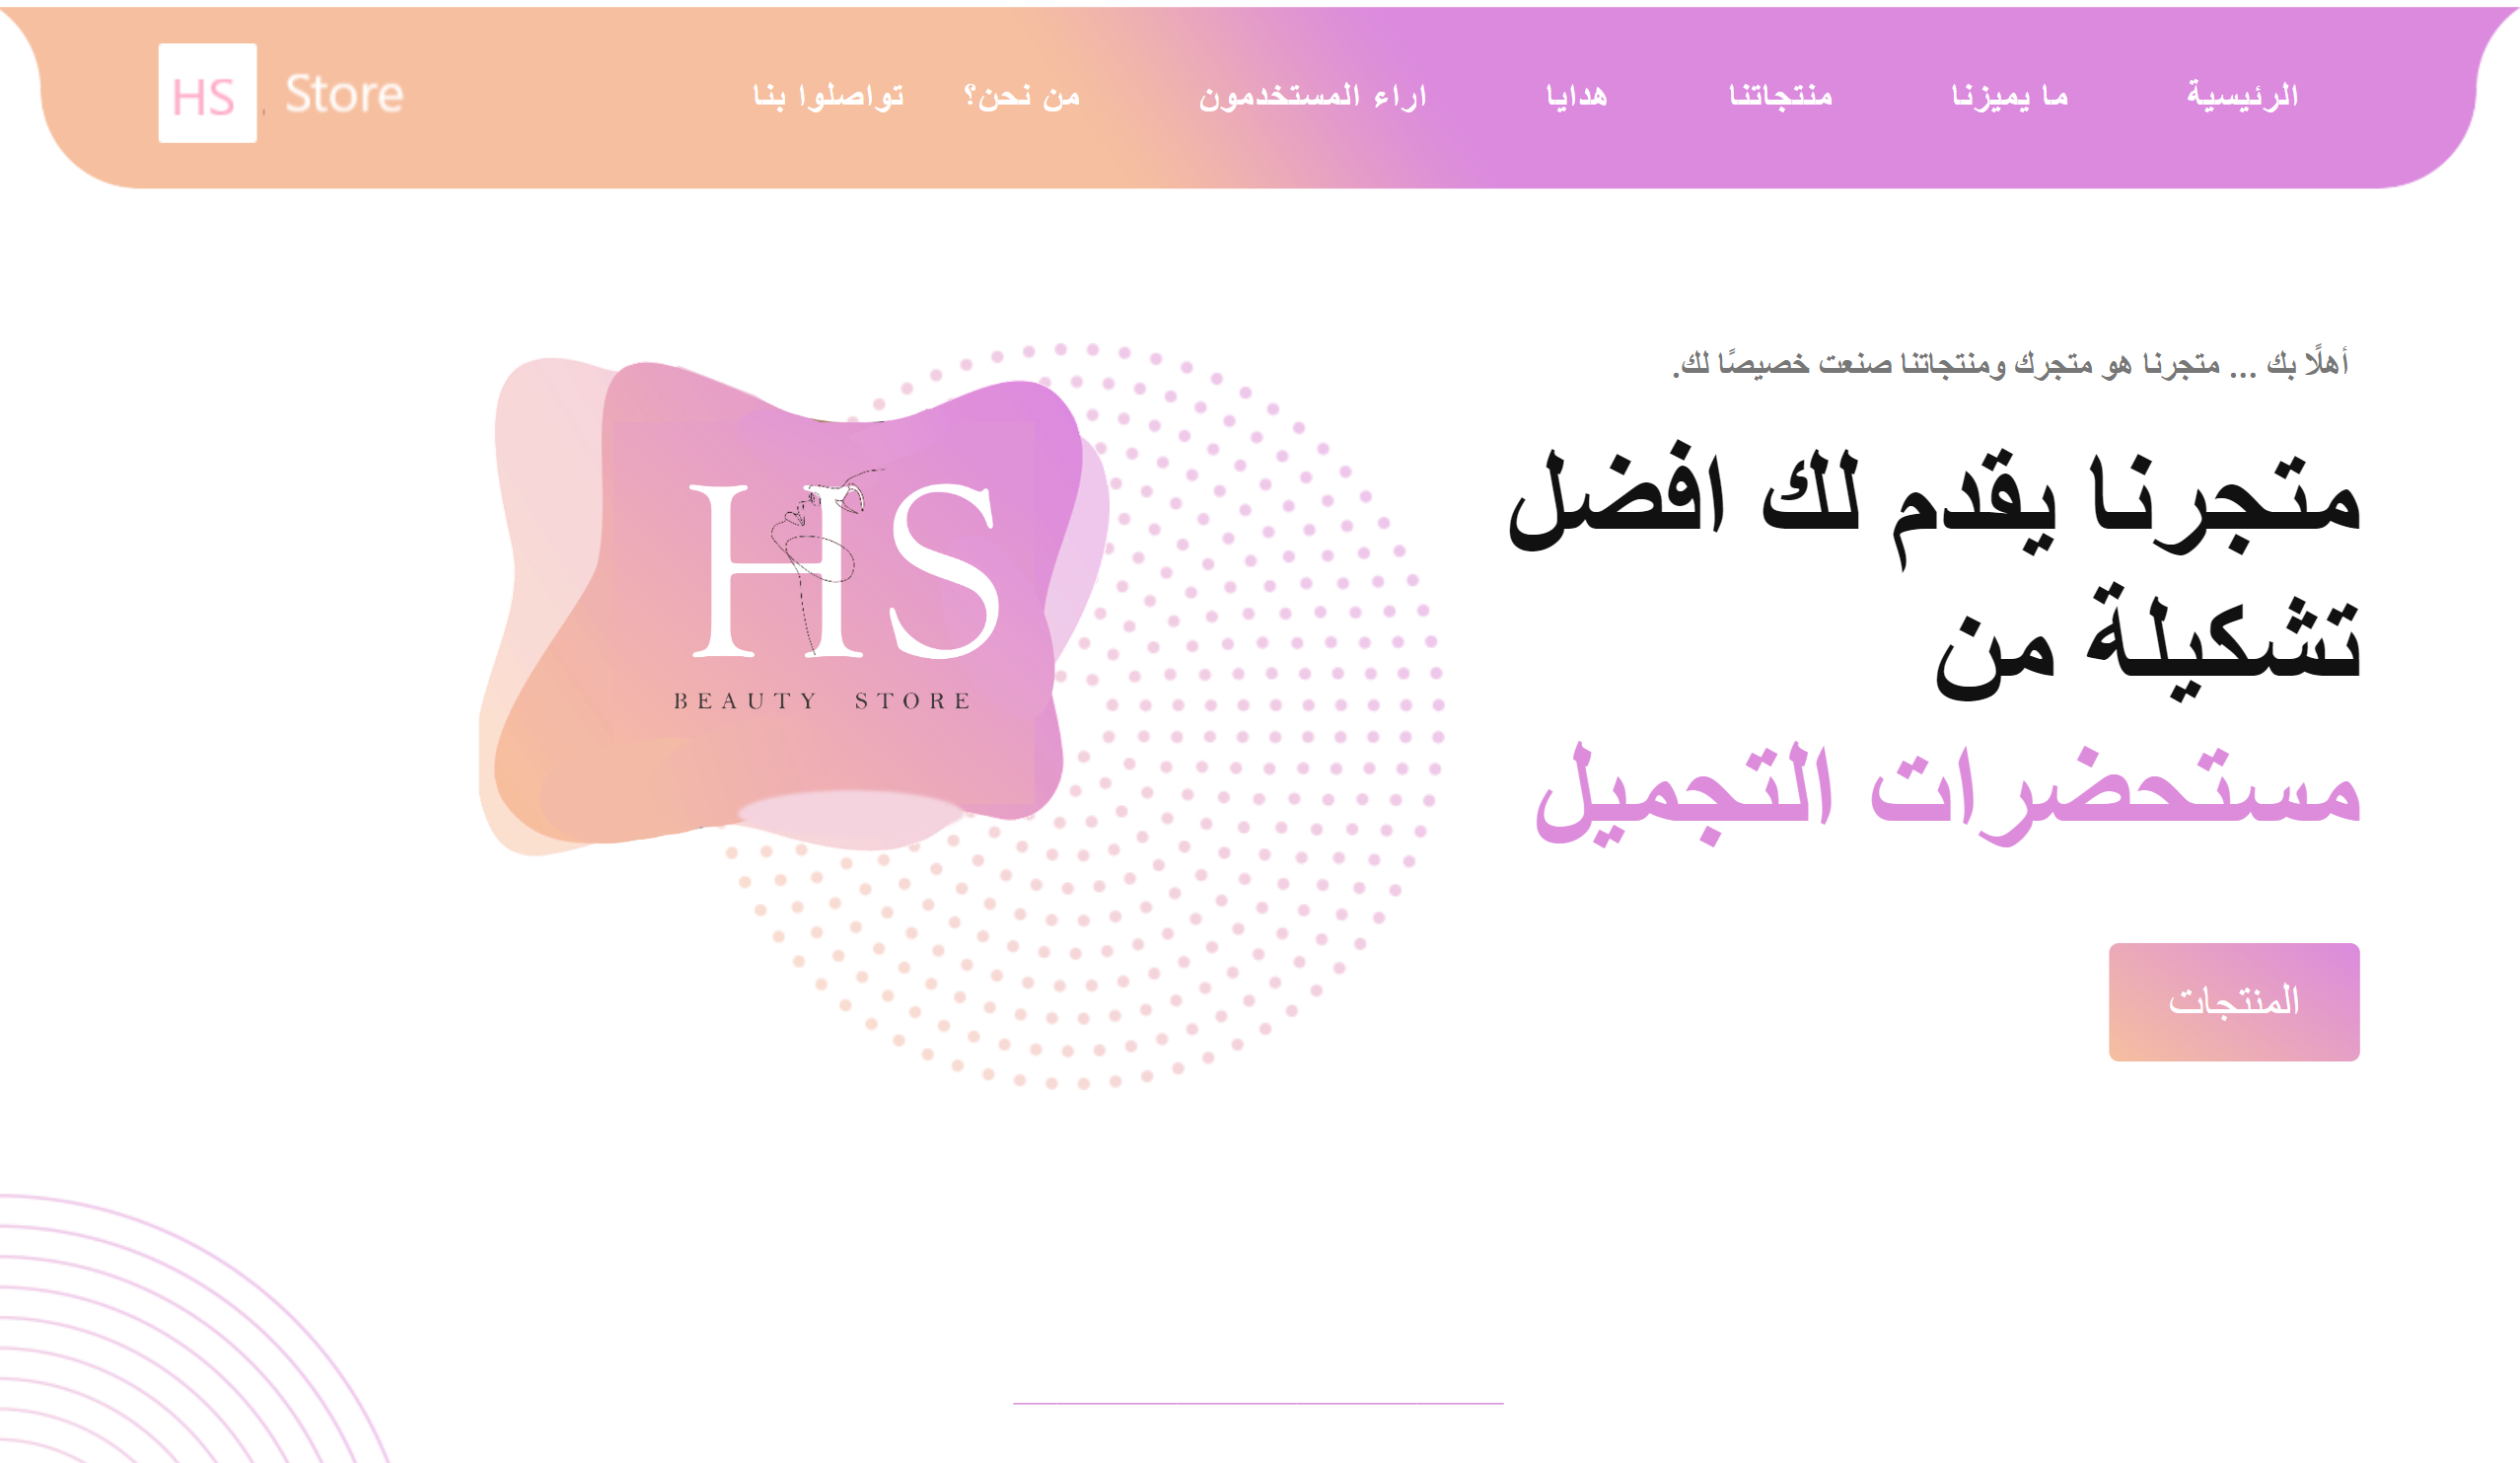 الرئيسية
ما يميزنا
منتجاتنا
هدايا
اراء المستخدمون
من نحن؟
تواصلوا بنا
HS. Store
أهلًا بك ... متجرنا هو متجرك ومنتجاتنا صنعت خصيصًا لك.
متجرنا يقدم لك افضل
تشكيلة من
مستحضرات التجميل
المنتجات
HS
BEAUTY STORE